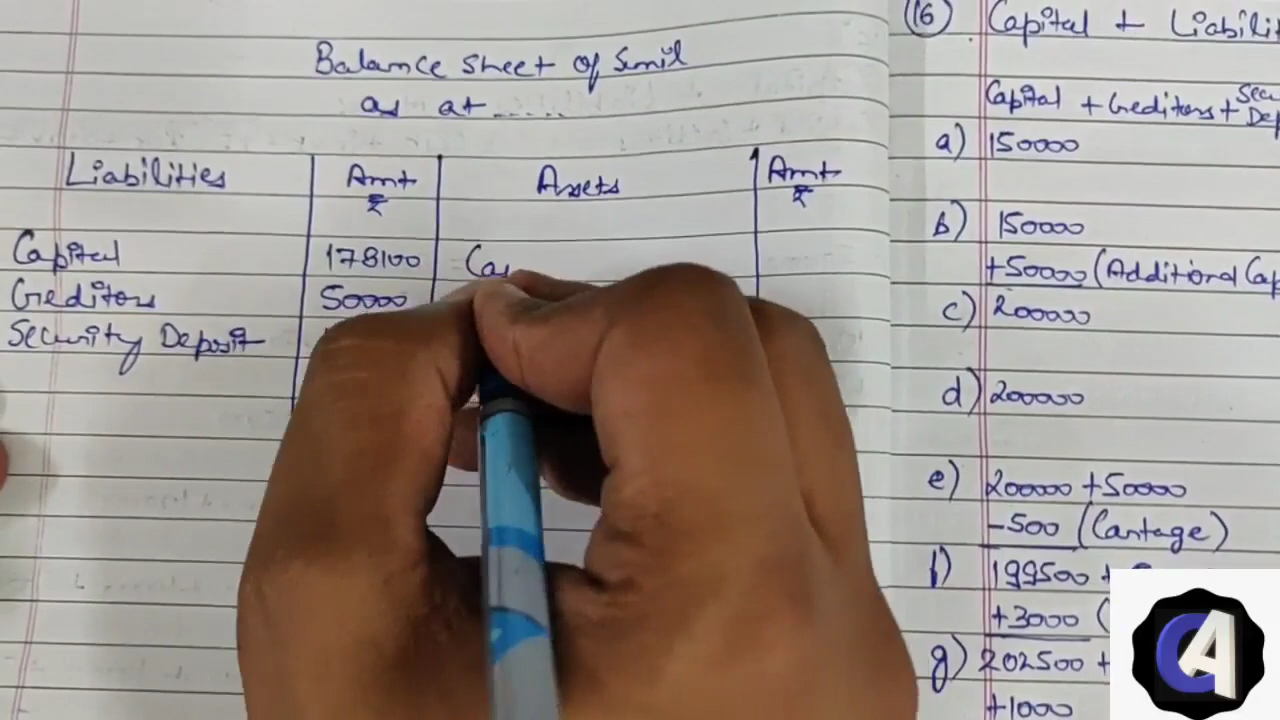 Balance sheet of Sunil
as at ......
Liabilities Amt ₹ Assets Amt ₹
Capital 178100 Cas
Creditors 50000
Security Deposit
(16) Capital + Liabilit
Capital + Creditors + Secu Dep
a) 150000
b) 150000
+50000 (Additional Cap
c) 200000
d) 200000
e) 200000 +50000
-500 (Cartage)
f) 199500 +
+3000 (
g) 202500 +
+1000
CA